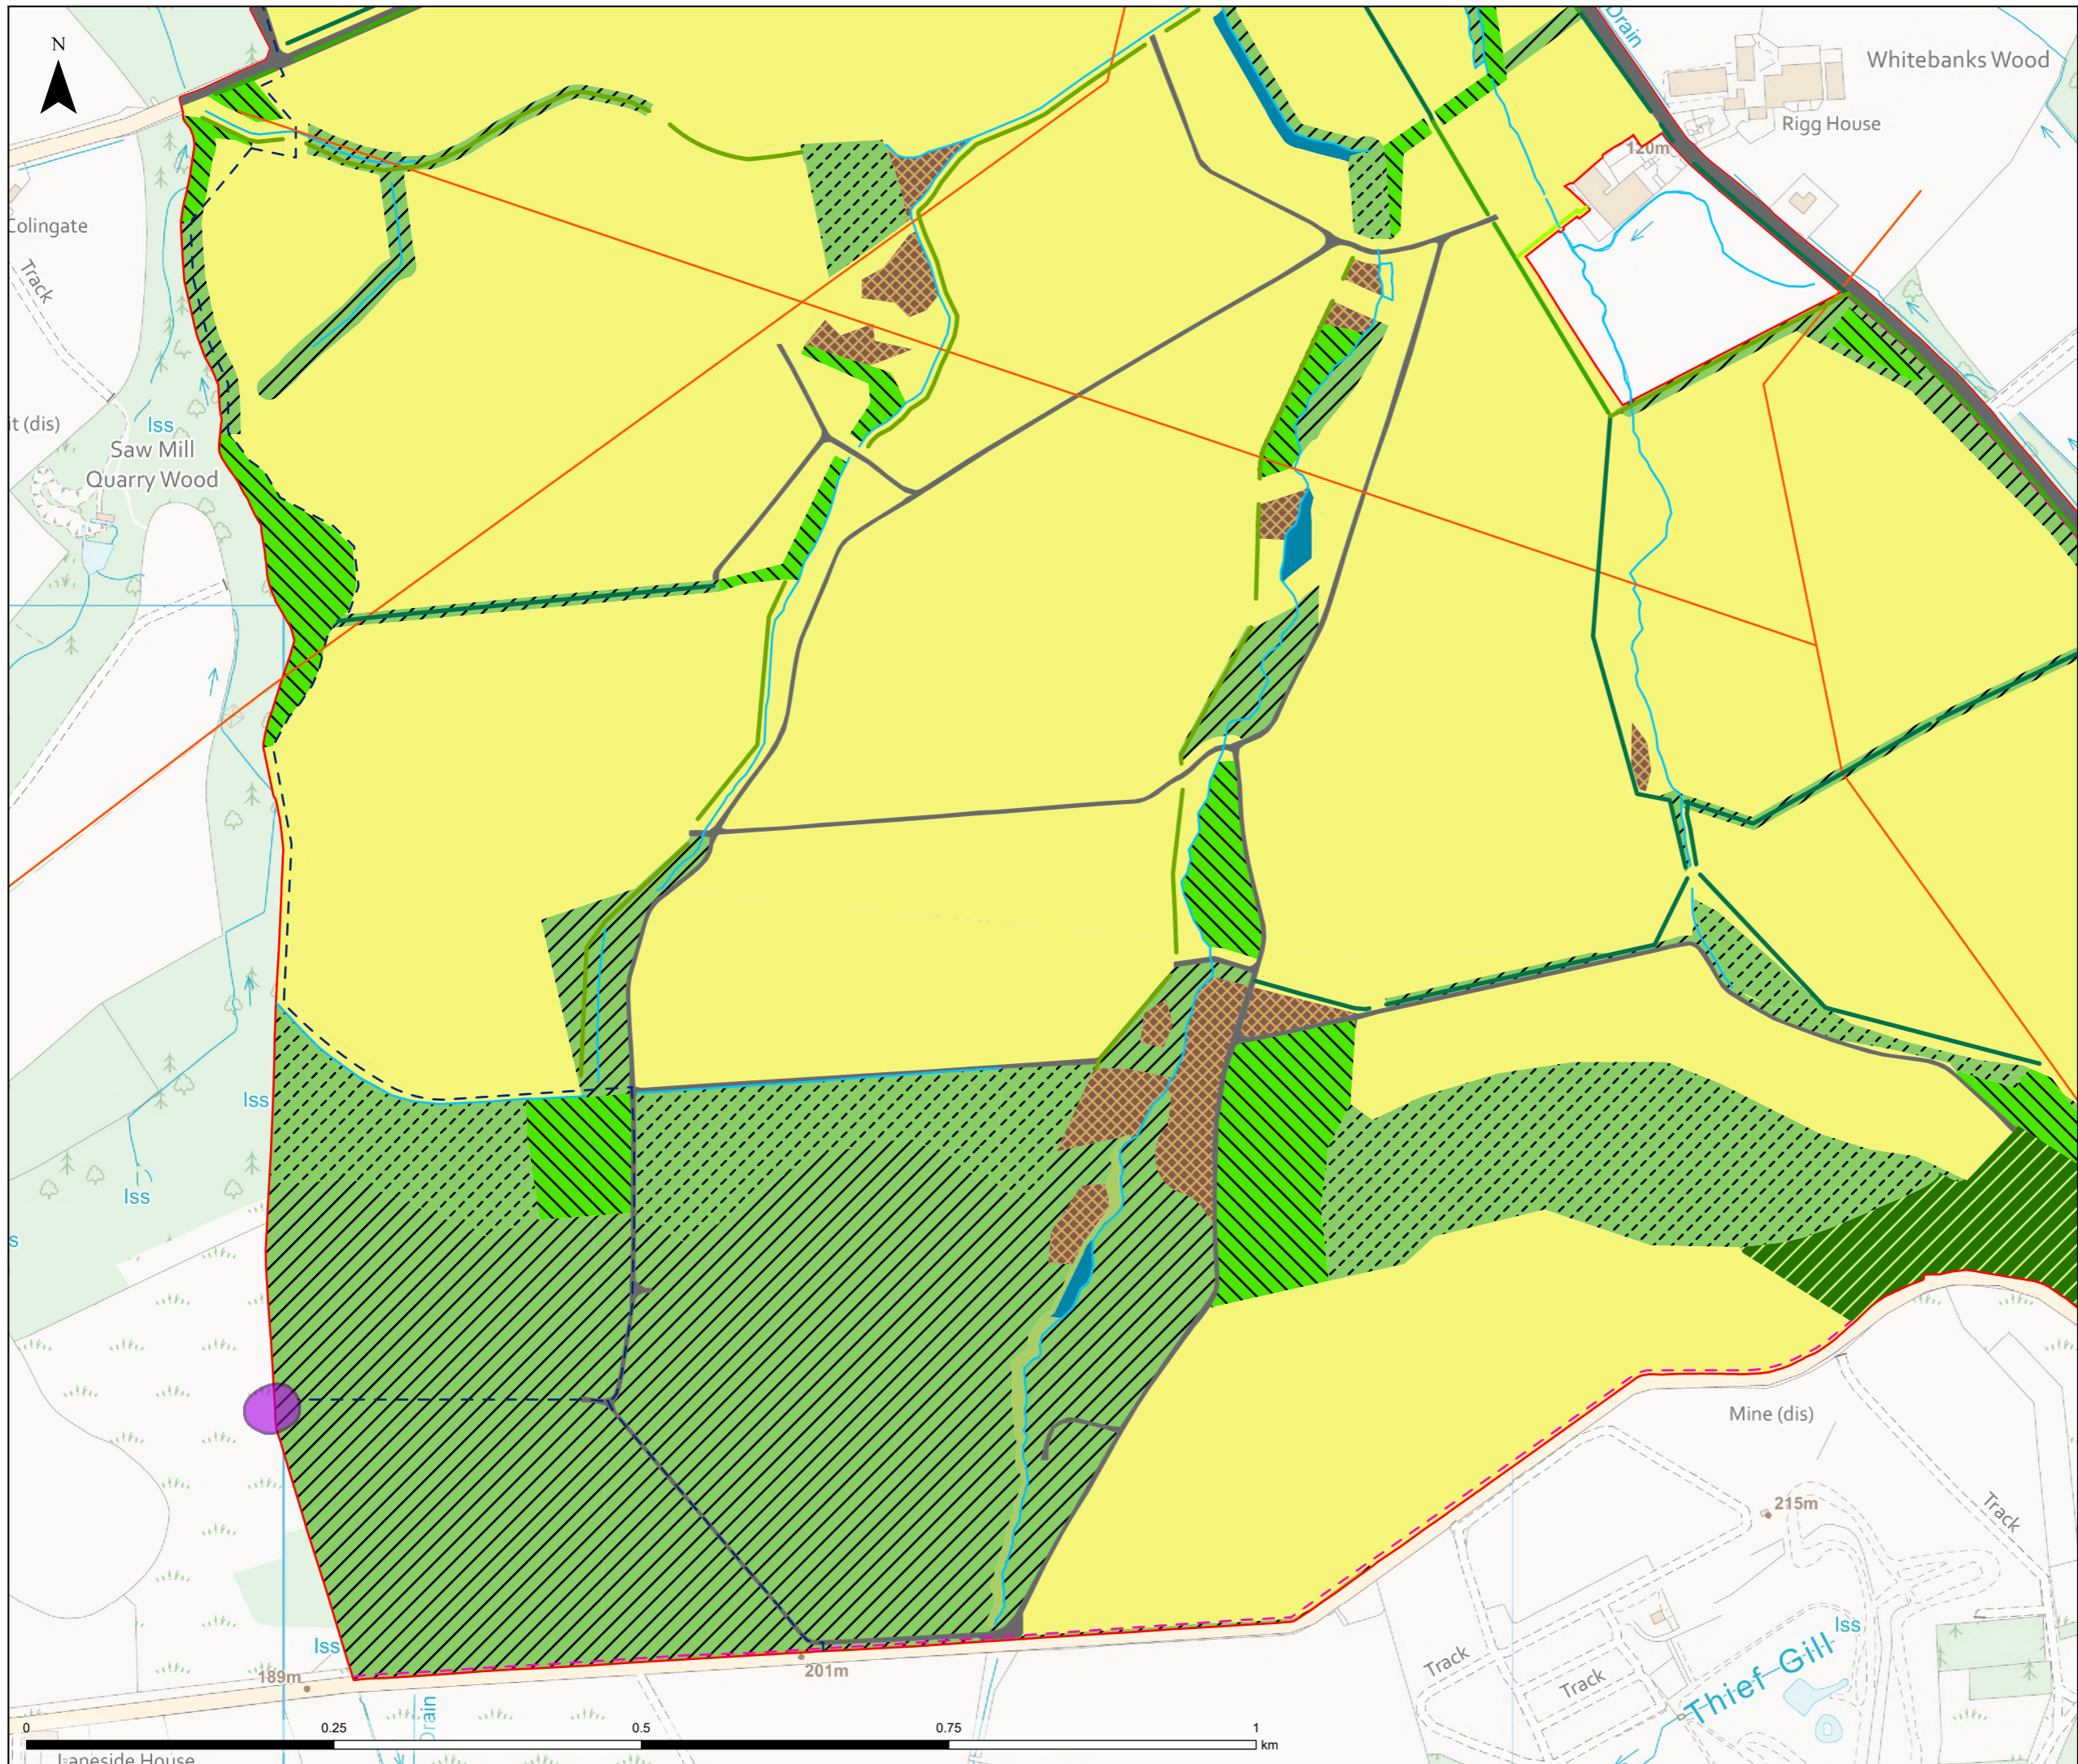 N
Drain
Whitebanks Wood
Rigg House
120m
Colingate
Track
it (dis)
Iss
Saw Mill
Quarry Wood
Iss
Iss
s
Mine (dis)
215m
Track
Iss
Iss
Track
Track
Thief Gill
189m
201m
Drain
0 0.25 0.5 0.75 1
km
Laneside House